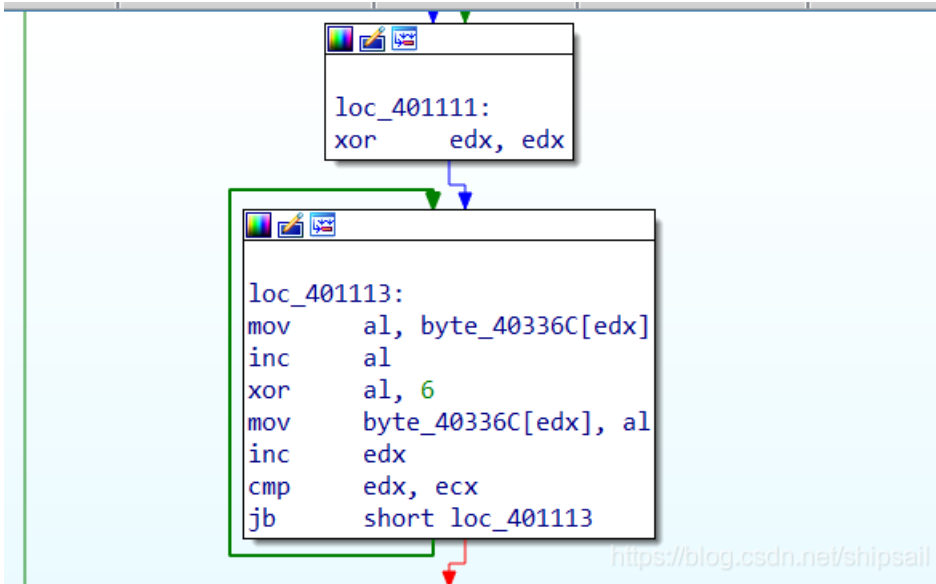 loc_401111:
xor edx, edx
loc_401113:
mov al, byte_40336C[edx]
inc al
xor al, 6
mov byte_40336C[edx], al
inc edx
cmp edx, ecx
jb short loc_401113
https://blog.csdn.net/shipsail